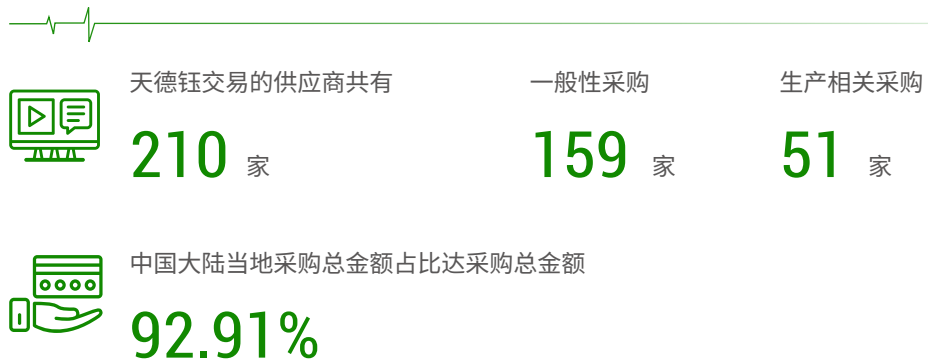 天德钰交易的供应商共有 一般性采购 生产相关采购
210 家 159 家 51 家
中国大陆当地采购总金额占比达采购总金额
92.91%